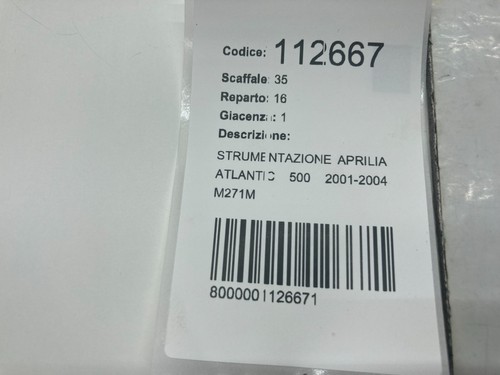 Codice: 112667
Scaffale: 35
Reparto: 16
Giacenza: 1
Descrizione:
STRUMENTAZIONE APRILIA
ATLANTIC 500 2001-2004
M271M
8000001126671